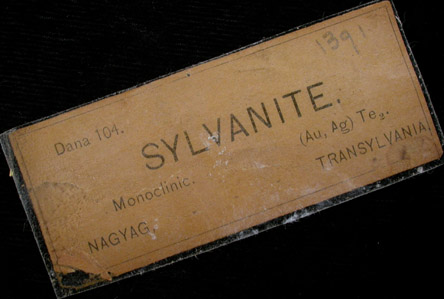 1391
Dana 104.
SYLVANITE.
(Au, Ag) Te₂.
Monoclinic.
NAGYAG, TRANSYLVANIA.